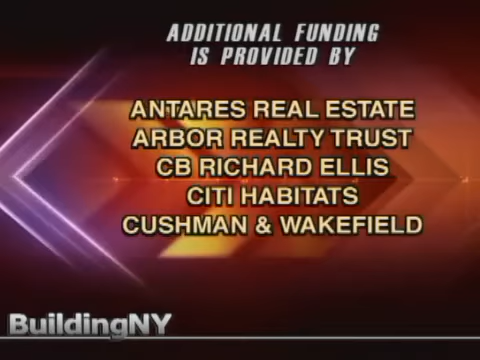 ADDITIONAL FUNDING
IS PROVIDED BY
ANTARES REAL ESTATE
ARBOR REALTY TRUST
CB RICHARD ELLIS
CITI HABITATS
CUSHMAN & WAKEFIELD
BuildingNY